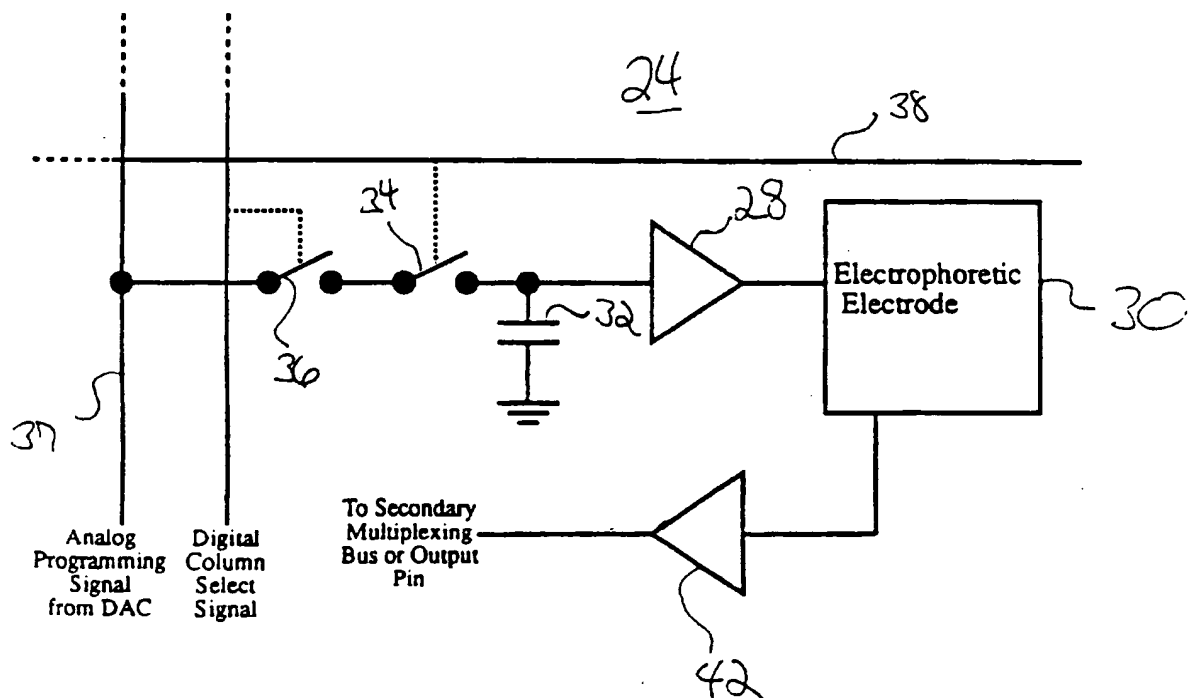 24
38
34
28
Electrophoretic
Electrode
30
32
36
37
To Secondary
Multiplexing
Bus or Output
Pin
Analog
Programming
Signal
from DAC
Digital
Column
Select
Signal
42